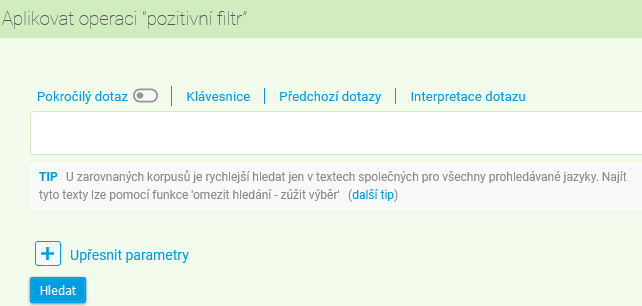 Aplikovat operaci "pozitivní filtr"
Pokročilý dotaz Klávesnice Předchozí dotazy Interpretace dotazu
TIP U zarovnaných korpusů je rychlejší hledat jen v textech společných pro všechny prohledávané jazyky. Najít
tyto texty lze pomocí funkce 'omezit hledání - zúžit výběr' (další tip)
Upřesnit parametry
Hledat